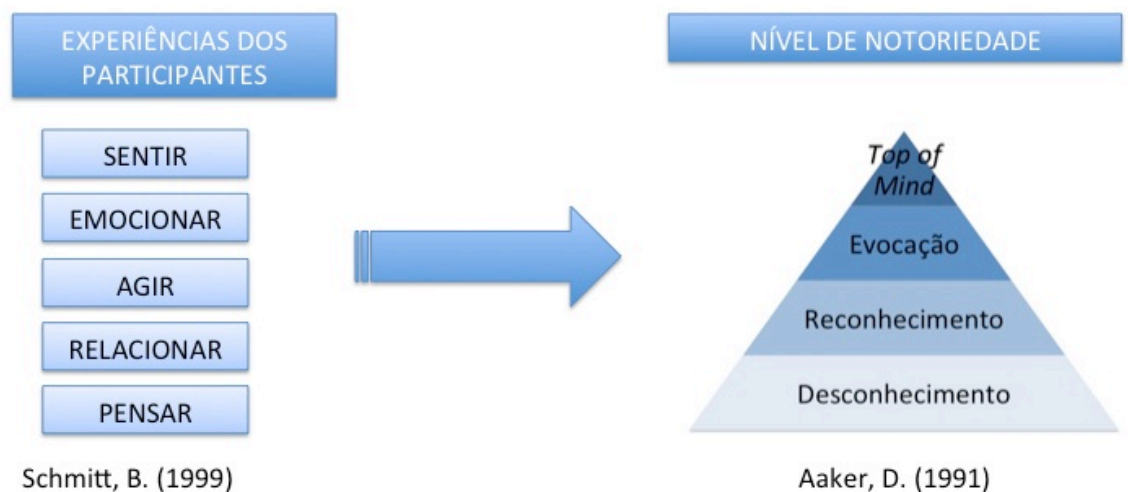 EXPERIÊNCIAS DOS
PARTICIPANTES
SENTIR
EMOCIONAR
AGIR
RELACIONAR
PENSAR
Schmitt, B. (1999)
NÍVEL DE NOTORIEDADE
Top of
Mind
Evocação
Reconhecimento
Desconhecimento
Aaker, D. (1991)